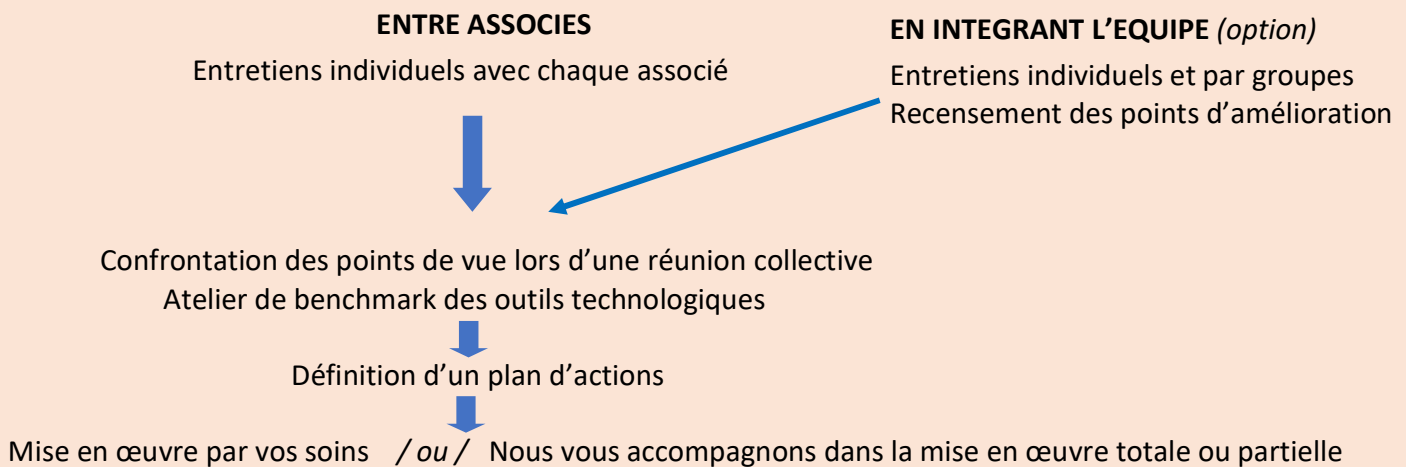 ENTRE ASSOCIES
Entretiens individuels avec chaque associé
EN INTEGRANT L’EQUIPE (option)
Entretiens individuels et par groupes
Recensement des points d’amélioration
Confrontation des points de vue lors d’une réunion collective
Atelier de benchmark des outils technologiques
Définition d’un plan d’actions
Mise en œuvre par vos soins / ou / Nous vous accompagnons dans la mise en œuvre totale ou partielle